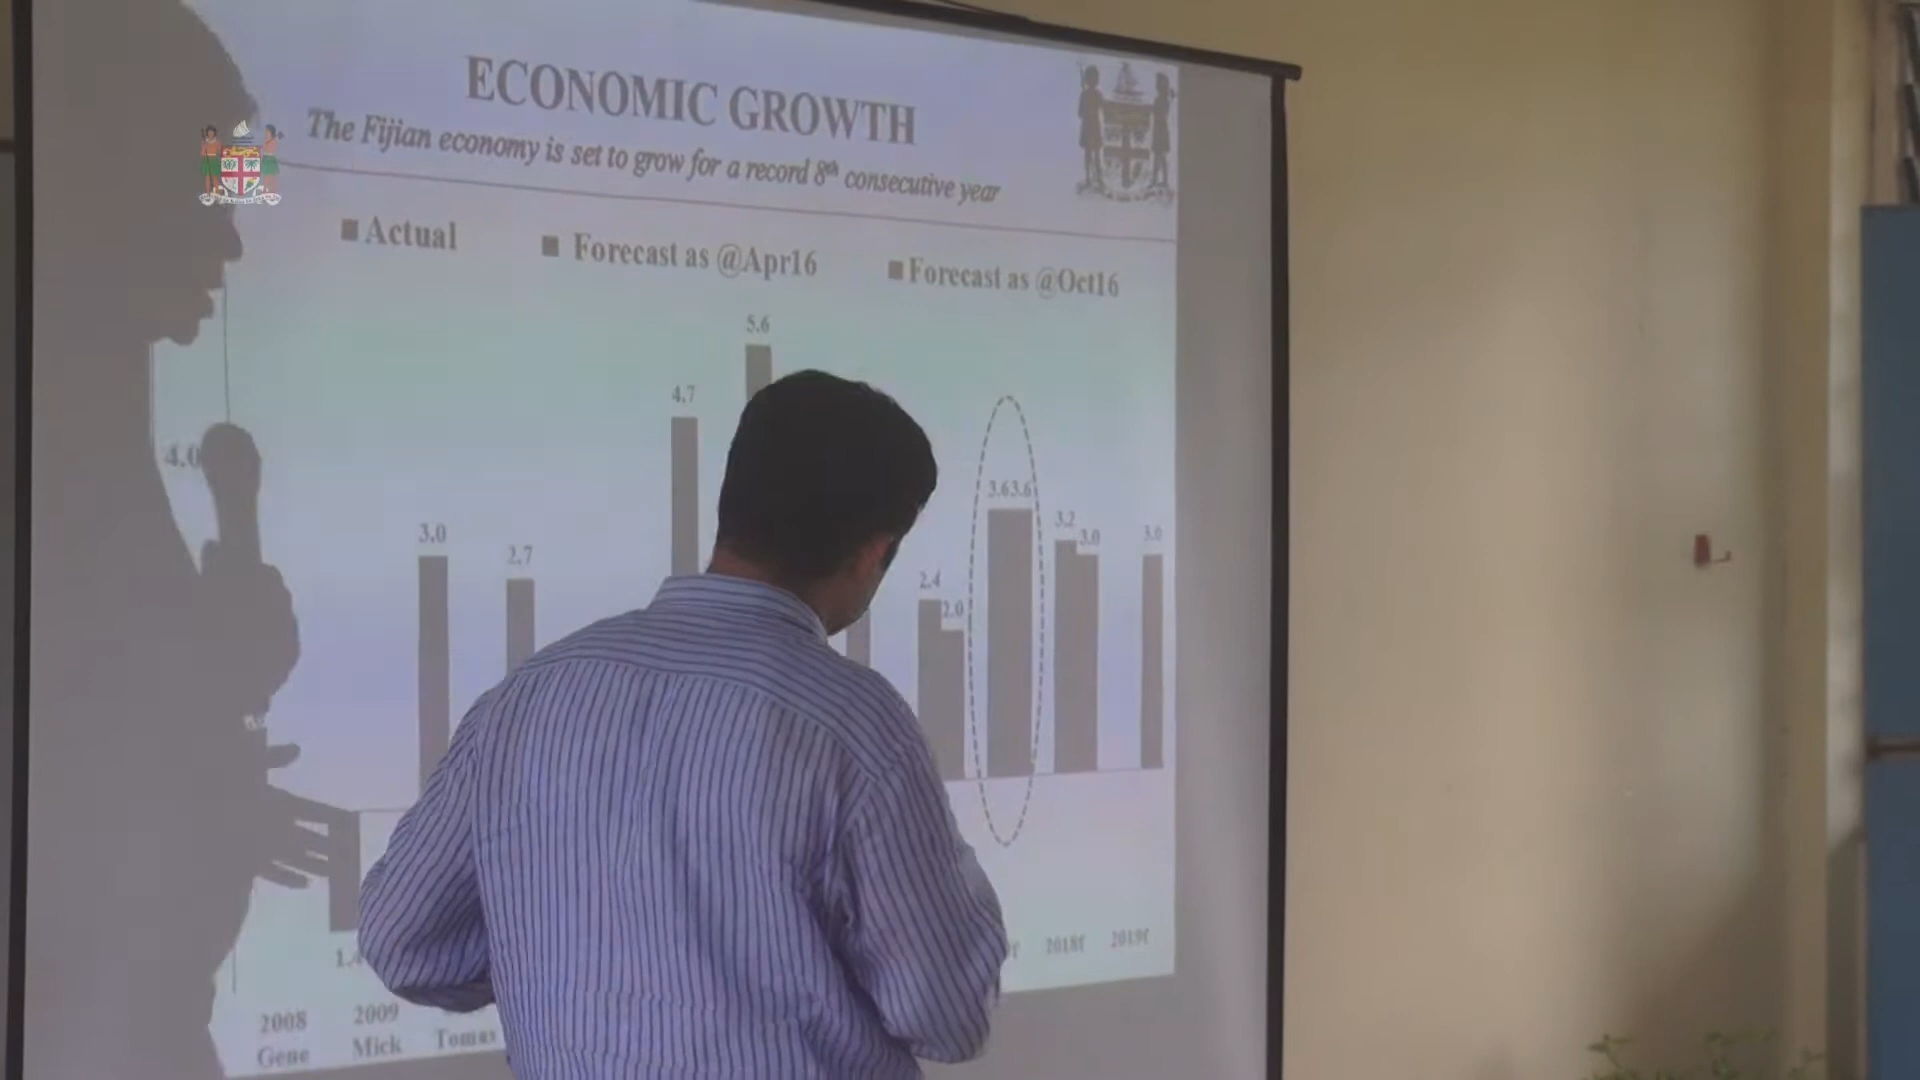 ECONOMIC GROWTH
The Fijian economy is set to grow for a record 8th consecutive year
Actual
Forecast as @Apr16
Forecast as @Oct16
5.6
4.7
4.0
3.0
2.7
2.4
2.0
3.6 3.6
3.2
3.0
3.0
2018f
2019f
2008
2009
Gene
Mick
Tomas